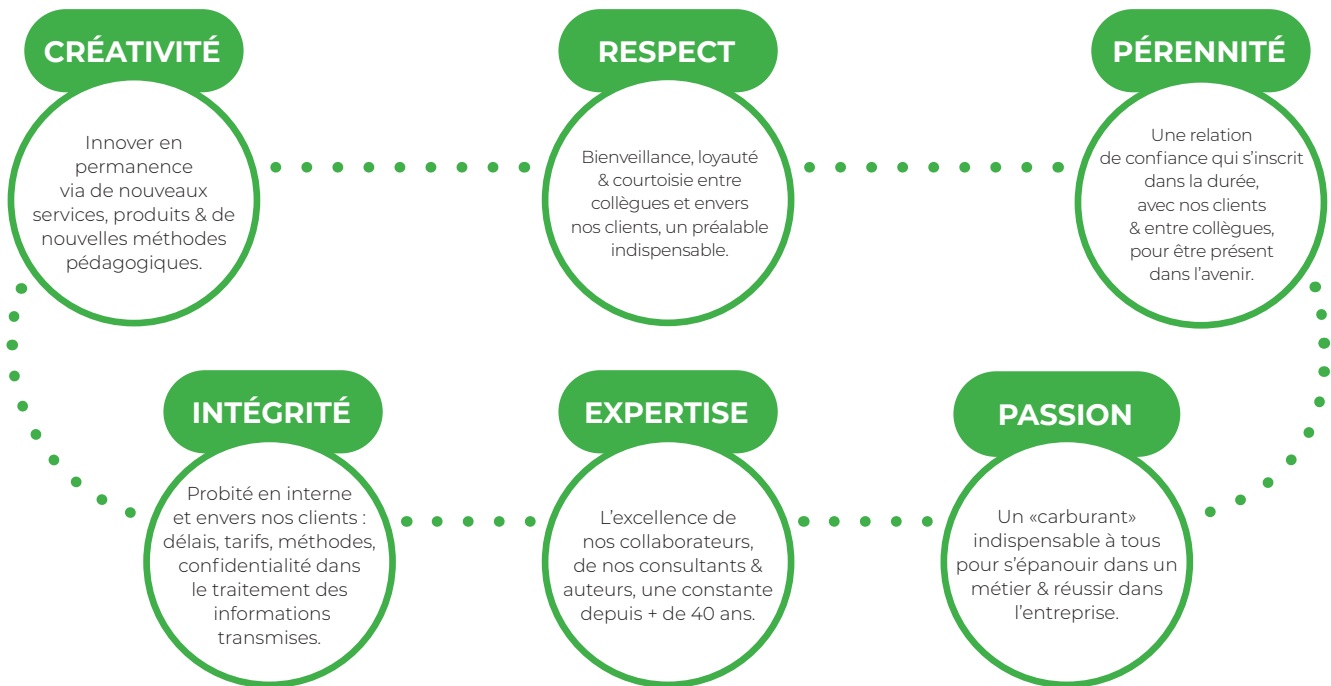 CRÉATIVITÉ
Innover en
permanence
via de nouveaux
services, produits & de
nouvelles méthodes
pédagogiques.
RESPECT
Bienveillance, loyauté
& courtoisie entre
collègues et envers
nos clients, un préalable
indispensable.
PÉRENNITÉ
Une relation
de confiance qui s’inscrit
dans la durée,
avec nos clients
& entre collègues,
pour être présent
dans l’avenir.
INTÉGRITÉ
Probité en interne
et envers nos clients :
délais, tarifs, méthodes,
confidentialité dans
le traitement des
informations
transmises.
EXPERTISE
L’excellence de
nos collaborateurs,
de nos consultants &
auteurs, une constante
depuis + de 40 ans.
PASSION
Un «carburant»
indispensable à tous
pour s’épanouir dans un
métier & réussir dans
l’entreprise.